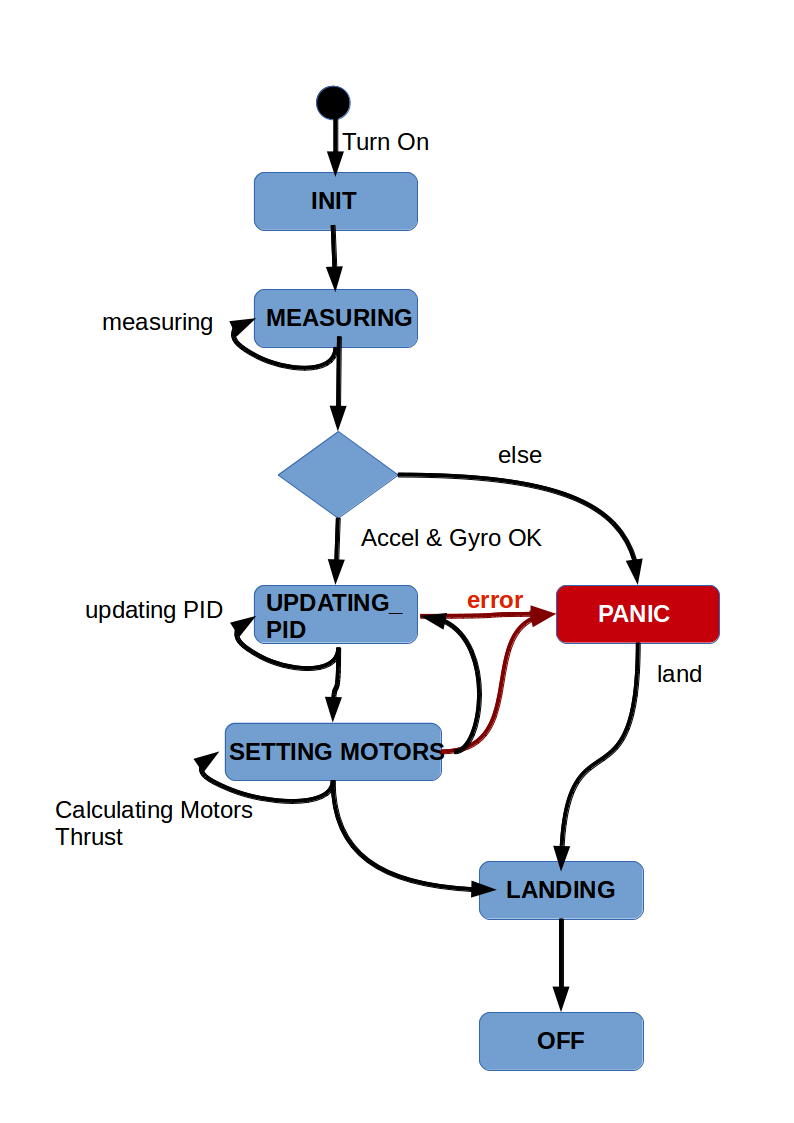 Turn On
INIT
MEASURING
measuring
else
Accel & Gyro OK
UPDATING_
PID
updating PID
error
PANIC
land
SETTING MOTORS
Calculating Motors
Thrust
LANDING
OFF